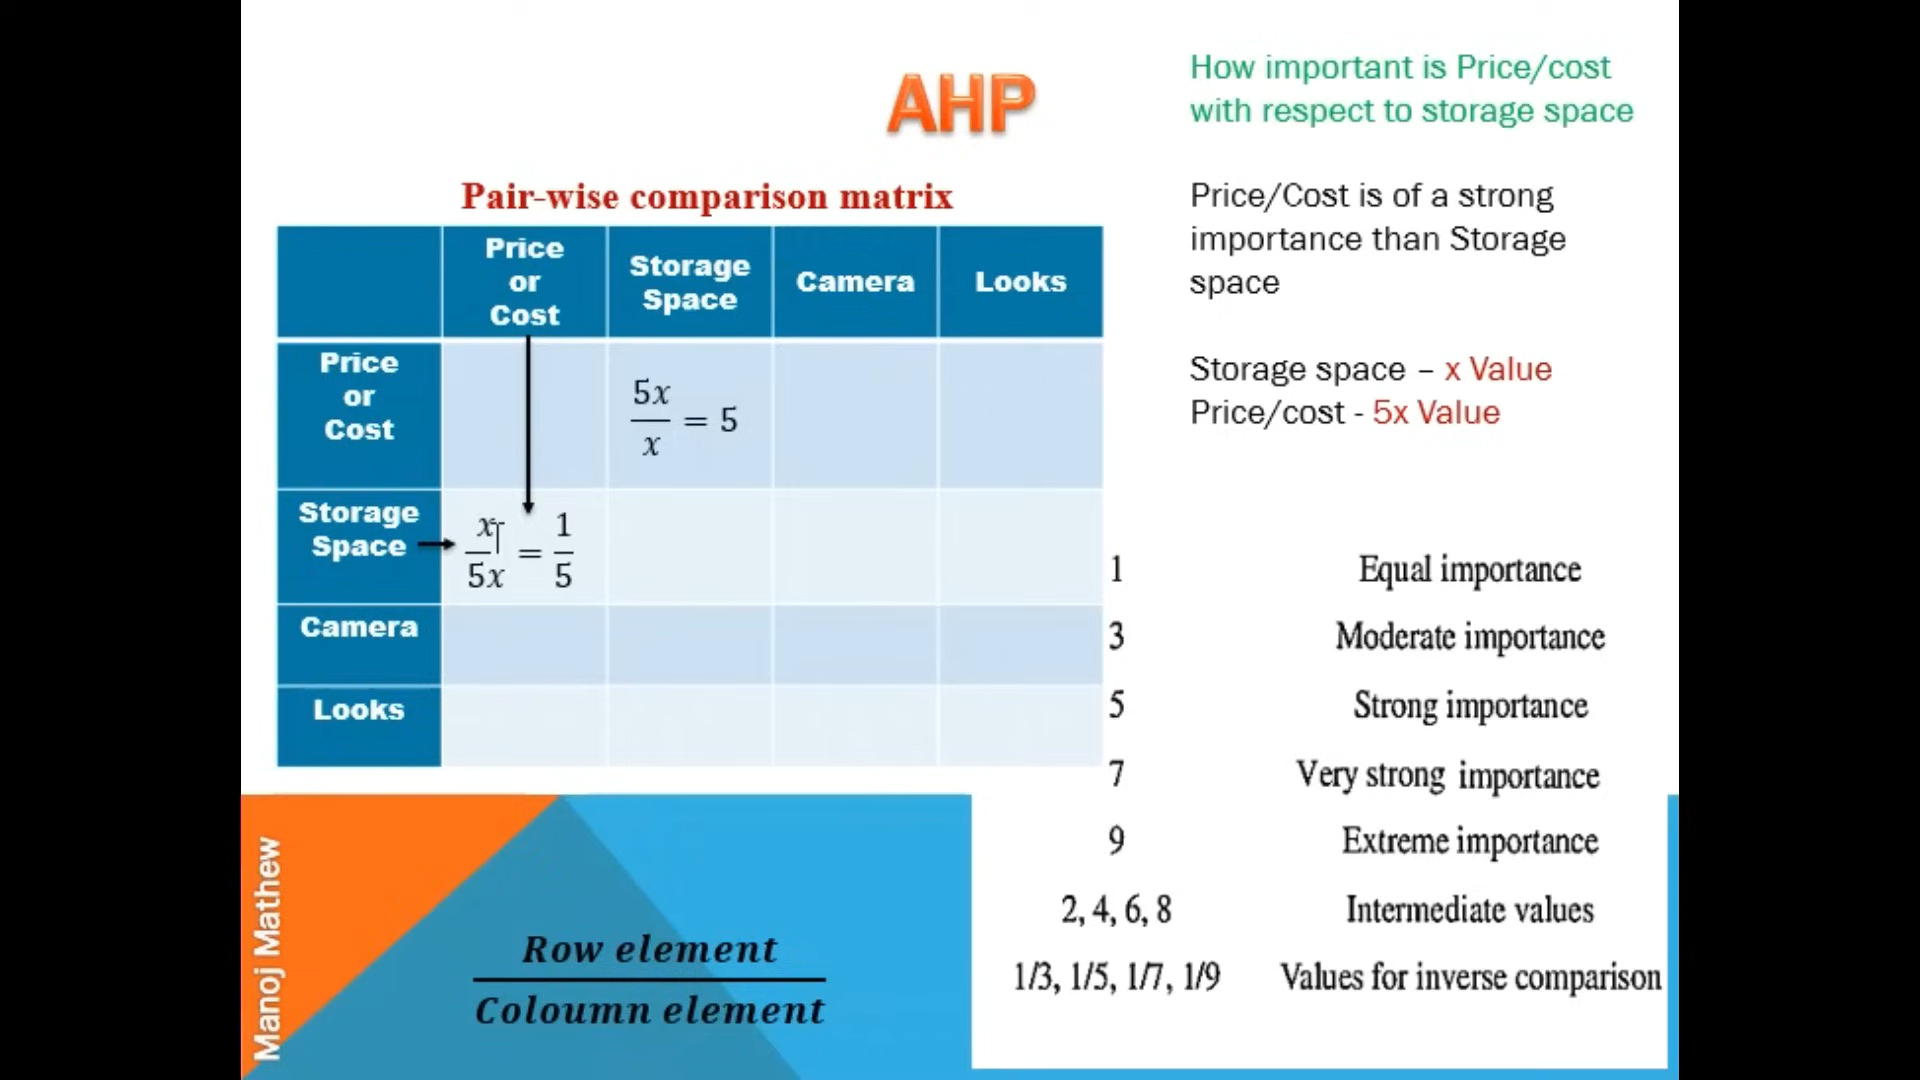 AHP
How important is Price/cost
with respect to storage space
Price/Cost is of a strong
importance than Storage
space
Storage space – x Value
Price/cost - 5x Value
Pair-wise comparison matrix
Price
or
Cost
Storage
Space
Camera
Looks
Price
or
Cost
5x
x
= 5
Storage
Space
x
5x
=
1
5
Camera
Looks
1 Equal importance
3 Moderate importance
5 Strong importance
7 Very strong importance
9 Extreme importance
2, 4, 6, 8 Intermediate values
1/3, 1/5, 1/7, 1/9 Values for inverse comparison
Row element
Coloumn element
Manoj Mathew